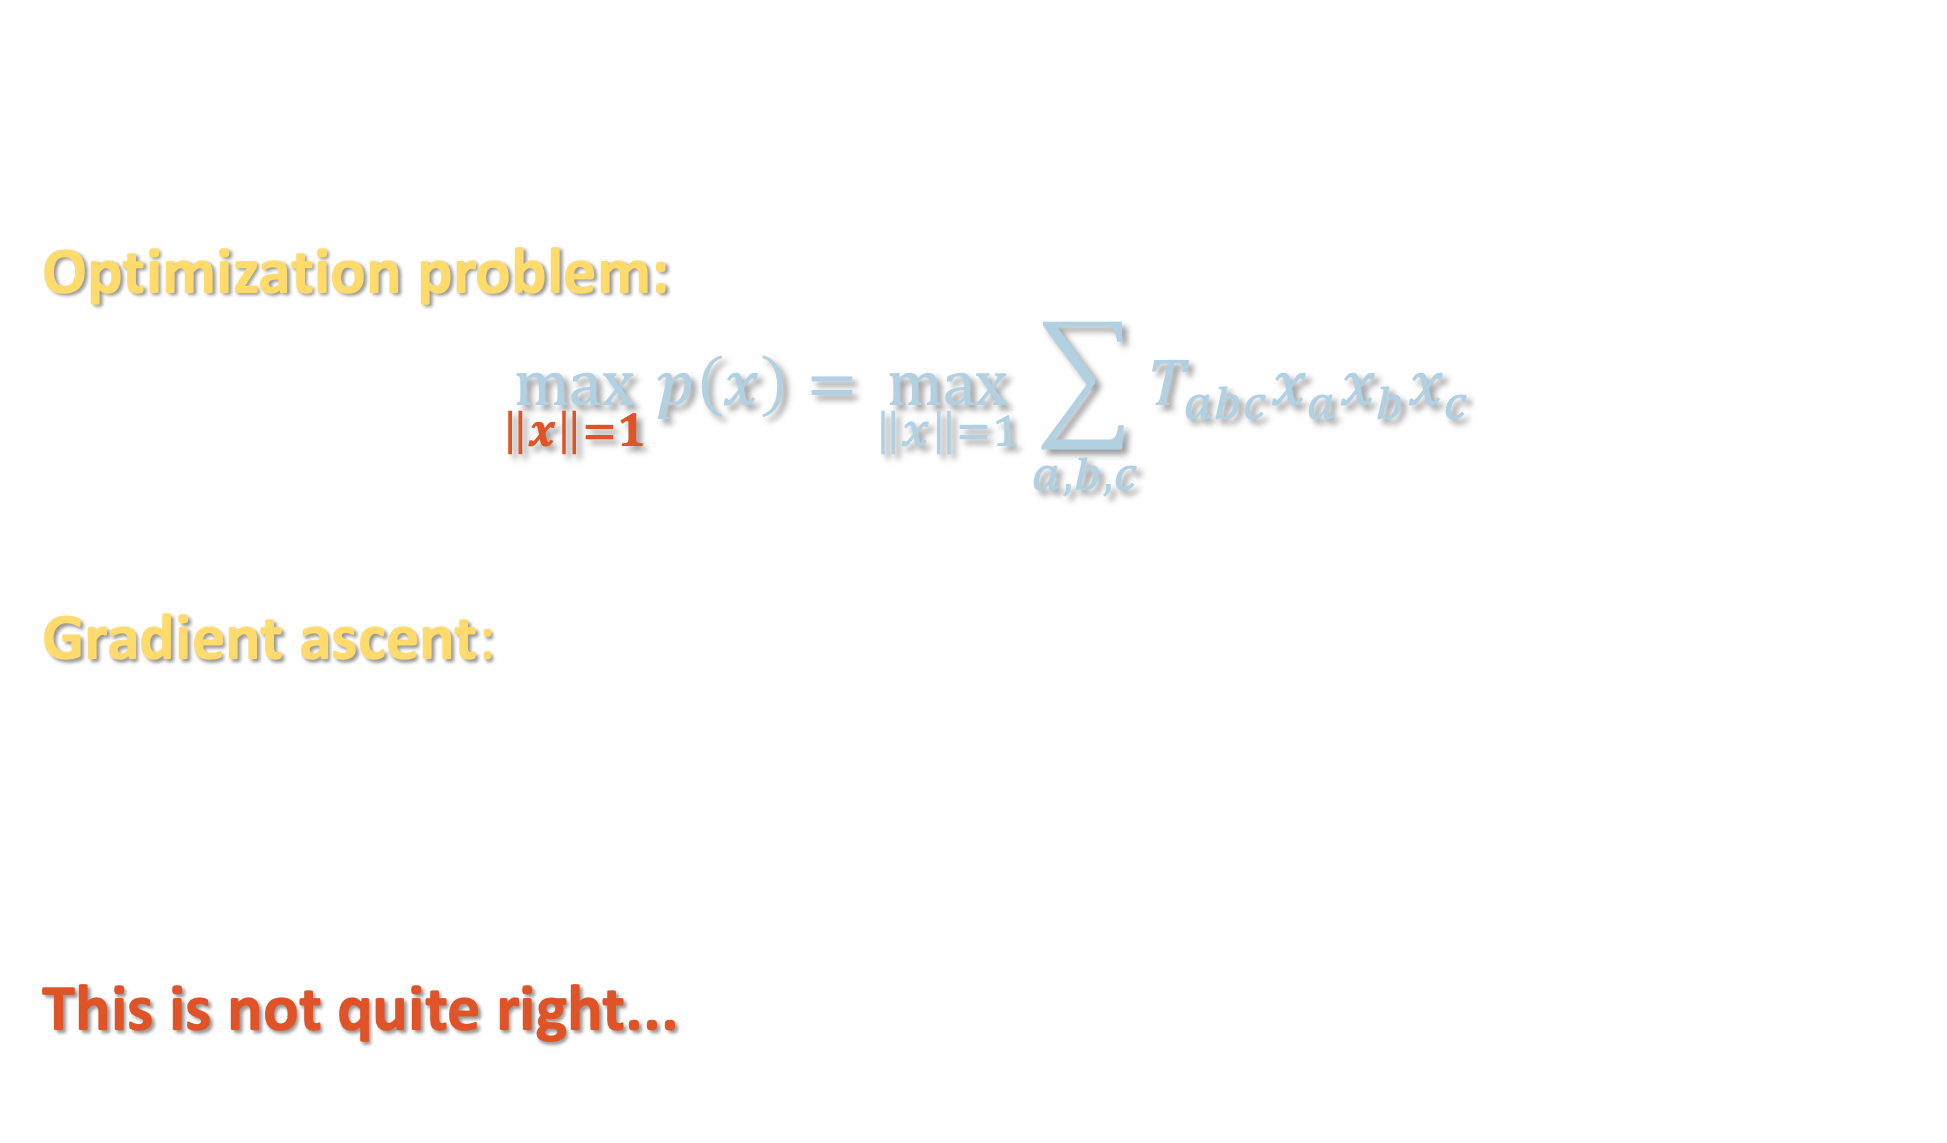 Optimization problem:
max p(x) = max ∑ T_abc x_a x_b x_c
‖x‖=1 ‖x‖=1 a,b,c
Gradient ascent:
This is not quite right...